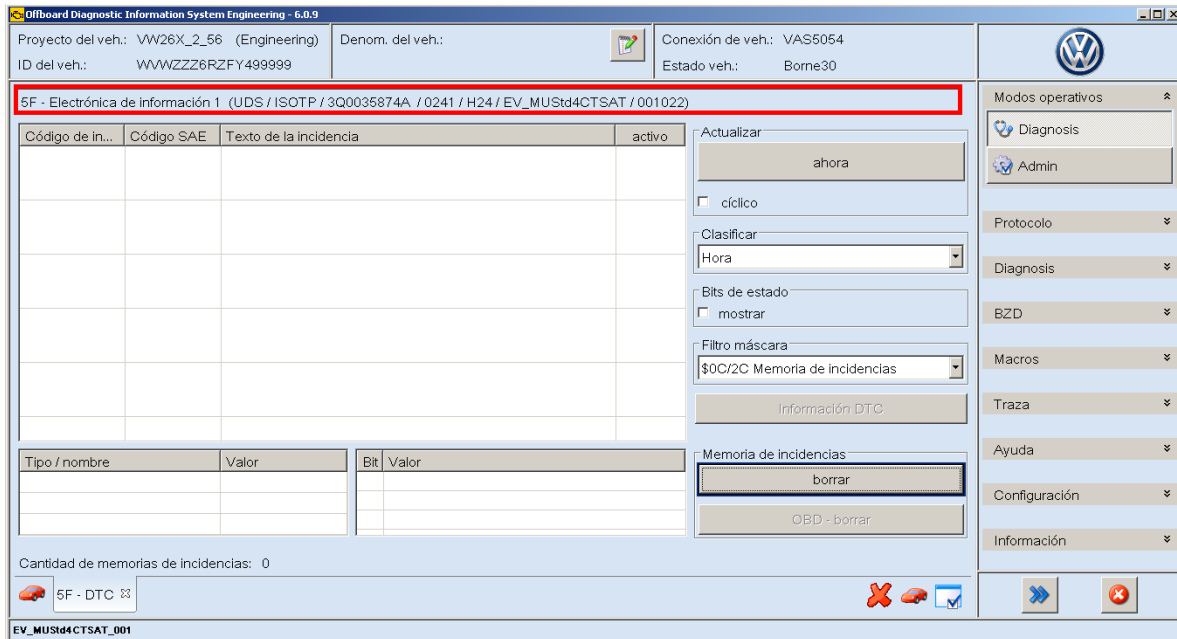 Offboard Diagnostic Information System Engineering - 6.0.9
Proyecto del veh.: VW26X_2_56 (Engineering)
ID del veh.: WVWZZZ6RZFY499999
Denom. del veh.:
Conexión de veh.: VAS5054
Estado veh.: Borne30
5F - Electrónica de información 1 (UDS / ISOTP / 3Q0035874A / 0241 / H24 / EV_MUStd4CTSAT / 001022)
Código de in... Código SAE Texto de la incidencia activo
Actualizar
ahora
cíclico
Clasificar
Hora
Bits de estado
mostrar
Filtro máscara
$0C/2C Memoria de incidencias
Información DTC
Tipo / nombre Valor
Bit Valor
Memoria de incidencias
borrar
OBD - borrar
Cantidad de memorias de incidencias: 0
5F - DTC
EV_MUStd4CTSAT_001
Modos operativos
Diagnosis
Admin
Protocolo
Diagnosis
BZD
Macros
Traza
Ayuda
Configuración
Información